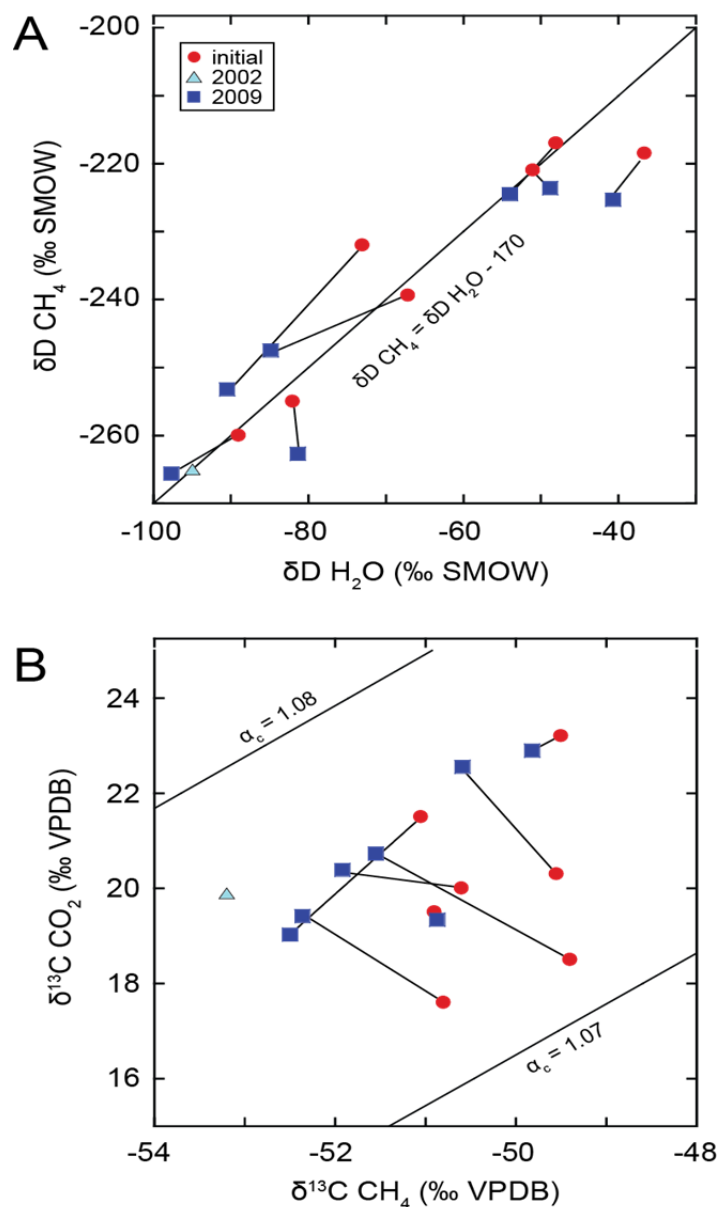 A
initial
2002
2009
-200
-220
-240
-260
δD CH₄ (‰ SMOW)
δD CH₄ = δD H₂O - 170
-100
-80
-60
-40
δD H₂O (‰ SMOW)
B
24
22
20
18
16
δ¹³C CO₂ (‰ VPDB)
α꜀ = 1.08
α꜀ = 1.07
-54
-52
-50
-48
δ¹³C CH₄ (‰ VPDB)